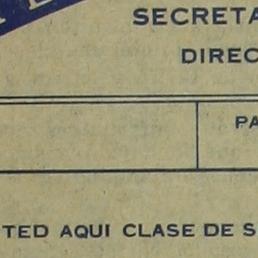 SECRETA
DIREC
PA
TED AQUI CLASE DE S